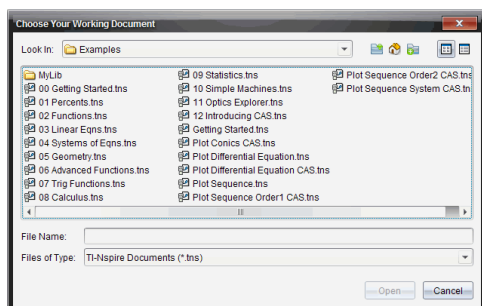 Choose Your Working Document
Look In: Examples
MyLib
00 Getting Started.tns
01 Percents.tns
02 Functions.tns
03 Linear Eqns.tns
04 Systems of Eqns.tns
05 Geometry.tns
06 Advanced Functions.tns
07 Trig Functions.tns
08 Calculus.tns
09 Statistics.tns
10 Simple Machines.tns
11 Optics Explorer.tns
12 Introducing CAS.tns
Getting Started.tns
Plot Conics CAS.tns
Plot Differential Equation.tns
Plot Differential Equation CAS.tns
Plot Sequence.tns
Plot Sequence Order1 CAS.tns
Plot Sequence Order2 CAS.tns
Plot Sequence System CAS.tn
File Name:
Files of Type: TI-Nspire Documents (*.tns)
Open Cancel